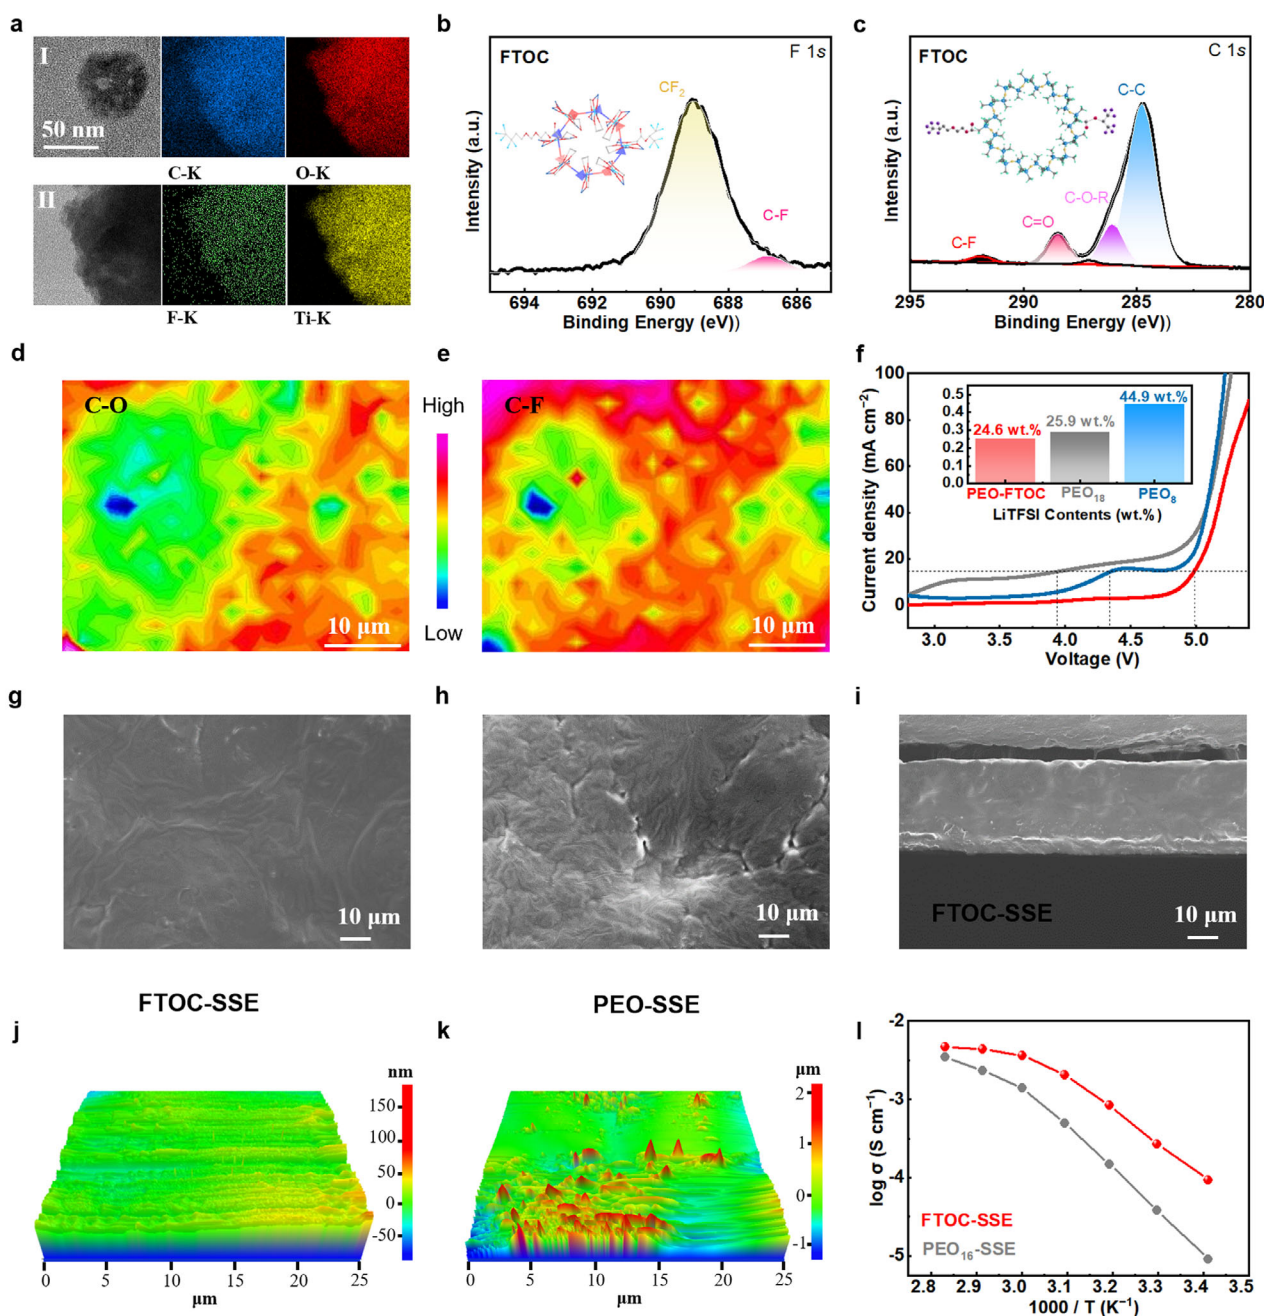 a
I
50 nm
C-K
O-K
II
F-K
Ti-K
b
FTOC
F 1s
CF2
C-F
Intensity (a.u.)
694 692 690 688 686
Binding Energy (eV))
c
FTOC
C 1s
C-C
C-O-R
C=O
C-F
Intensity (a.u.)
295 290 285 280
Binding Energy (eV))
d
C-O
10 μm
High
Low
e
C-F
10 μm
f
Current density (mA cm−2)
100
80
60
40
20
0
3.0 3.5 4.0 4.5 5.0
Voltage (V)
0.5
0.4
0.3
0.2
0.1
0.0
24.6 wt.%
25.9 wt.%
44.9 wt.%
PEO-FTOC
PEO18
PEO8
LiTFSI Contents (wt.%)
g
10 μm
h
10 μm
i
FTOC-SSE
10 μm
FTOC-SSE
PEO-SSE
j
nm
150
100
50
0
-50
0 5 10 15 20 25
μm
k
μm
2
1
0
-1
0 5 10 15 20 25
μm
l
log σ (S cm−1)
-2
-3
-4
-5
FTOC-SSE
PEO16-SSE
2.8 2.9 3.0 3.1 3.2 3.3 3.4 3.5
1000 / T (K−1)